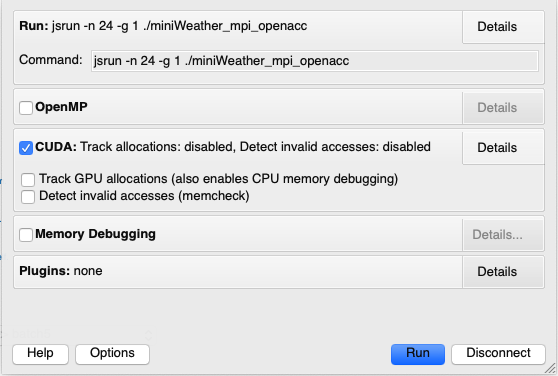 Run: jsrun -n 24 -g 1 ./miniWeather_mpi_openacc
Details
Command: jsrun -n 24 -g 1 ./miniWeather_mpi_openacc
OpenMP
Details
CUDA: Track allocations: disabled, Detect invalid accesses: disabled
Details
Track GPU allocations (also enables CPU memory debugging)
Detect invalid accesses (memcheck)
Memory Debugging
Details...
Plugins: none
Details
Help
Options
Run
Disconnect